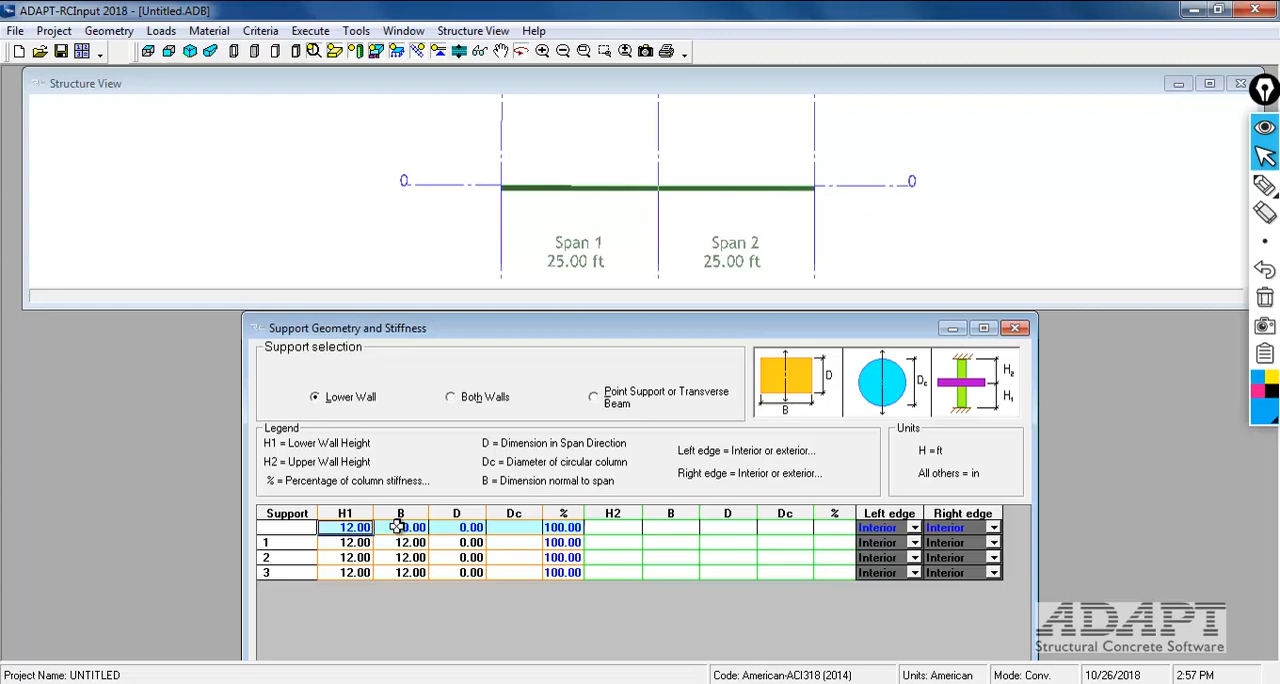 ADAPT-RCInput 2018 - [Untitled.ADB]
File Project Geometry Loads Material Criteria Execute Tools Window Structure View Help
Structure View
0 0
Span 1 Span 2
25.00 ft 25.00 ft
Support Geometry and Stiffness
Support selection
Lower Wall Both Walls Point Support or Transverse Beam
D B Dc H2 H1
Legend
H1 = Lower Wall Height D = Dimension in Span Direction Left edge = Interior or exterior...
H2 = Upper Wall Height Dc = Diameter of circular column Right edge = Interior or exterior...
% = Percentage of column stiffness... B = Dimension normal to span
Units
H = ft
All others = in
Support H1 B D Dc % H2 B D Dc % Left edge Right edge
12.00 0.00 0.00 100.00 Interior Interior
1 12.00 12.00 0.00 100.00 Interior Interior
2 12.00 12.00 0.00 100.00 Interior Interior
3 12.00 12.00 0.00 100.00 Interior Interior
ADAPT
Structural Concrete Software
Project Name: UNTITLED Code: American-ACI318 (2014) Units: American Mode: Conv. 10/26/2018 2:57 PM